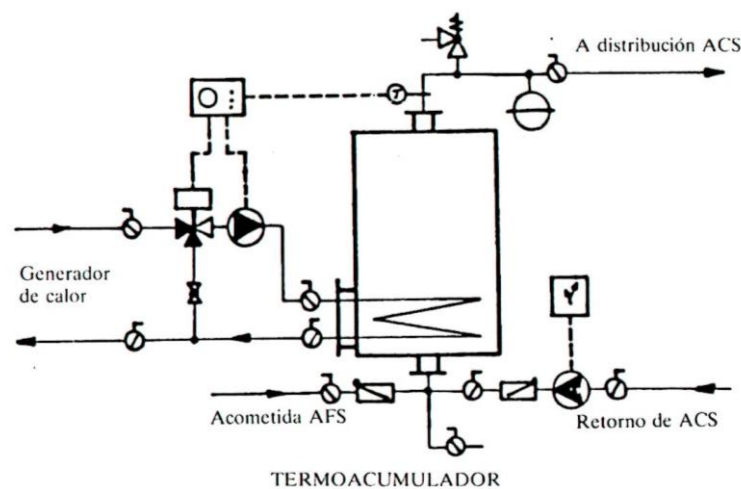 A distribución ACS
T
Generador
de calor
Acometida AFS
Retorno de ACS
TERMOACUMULADOR